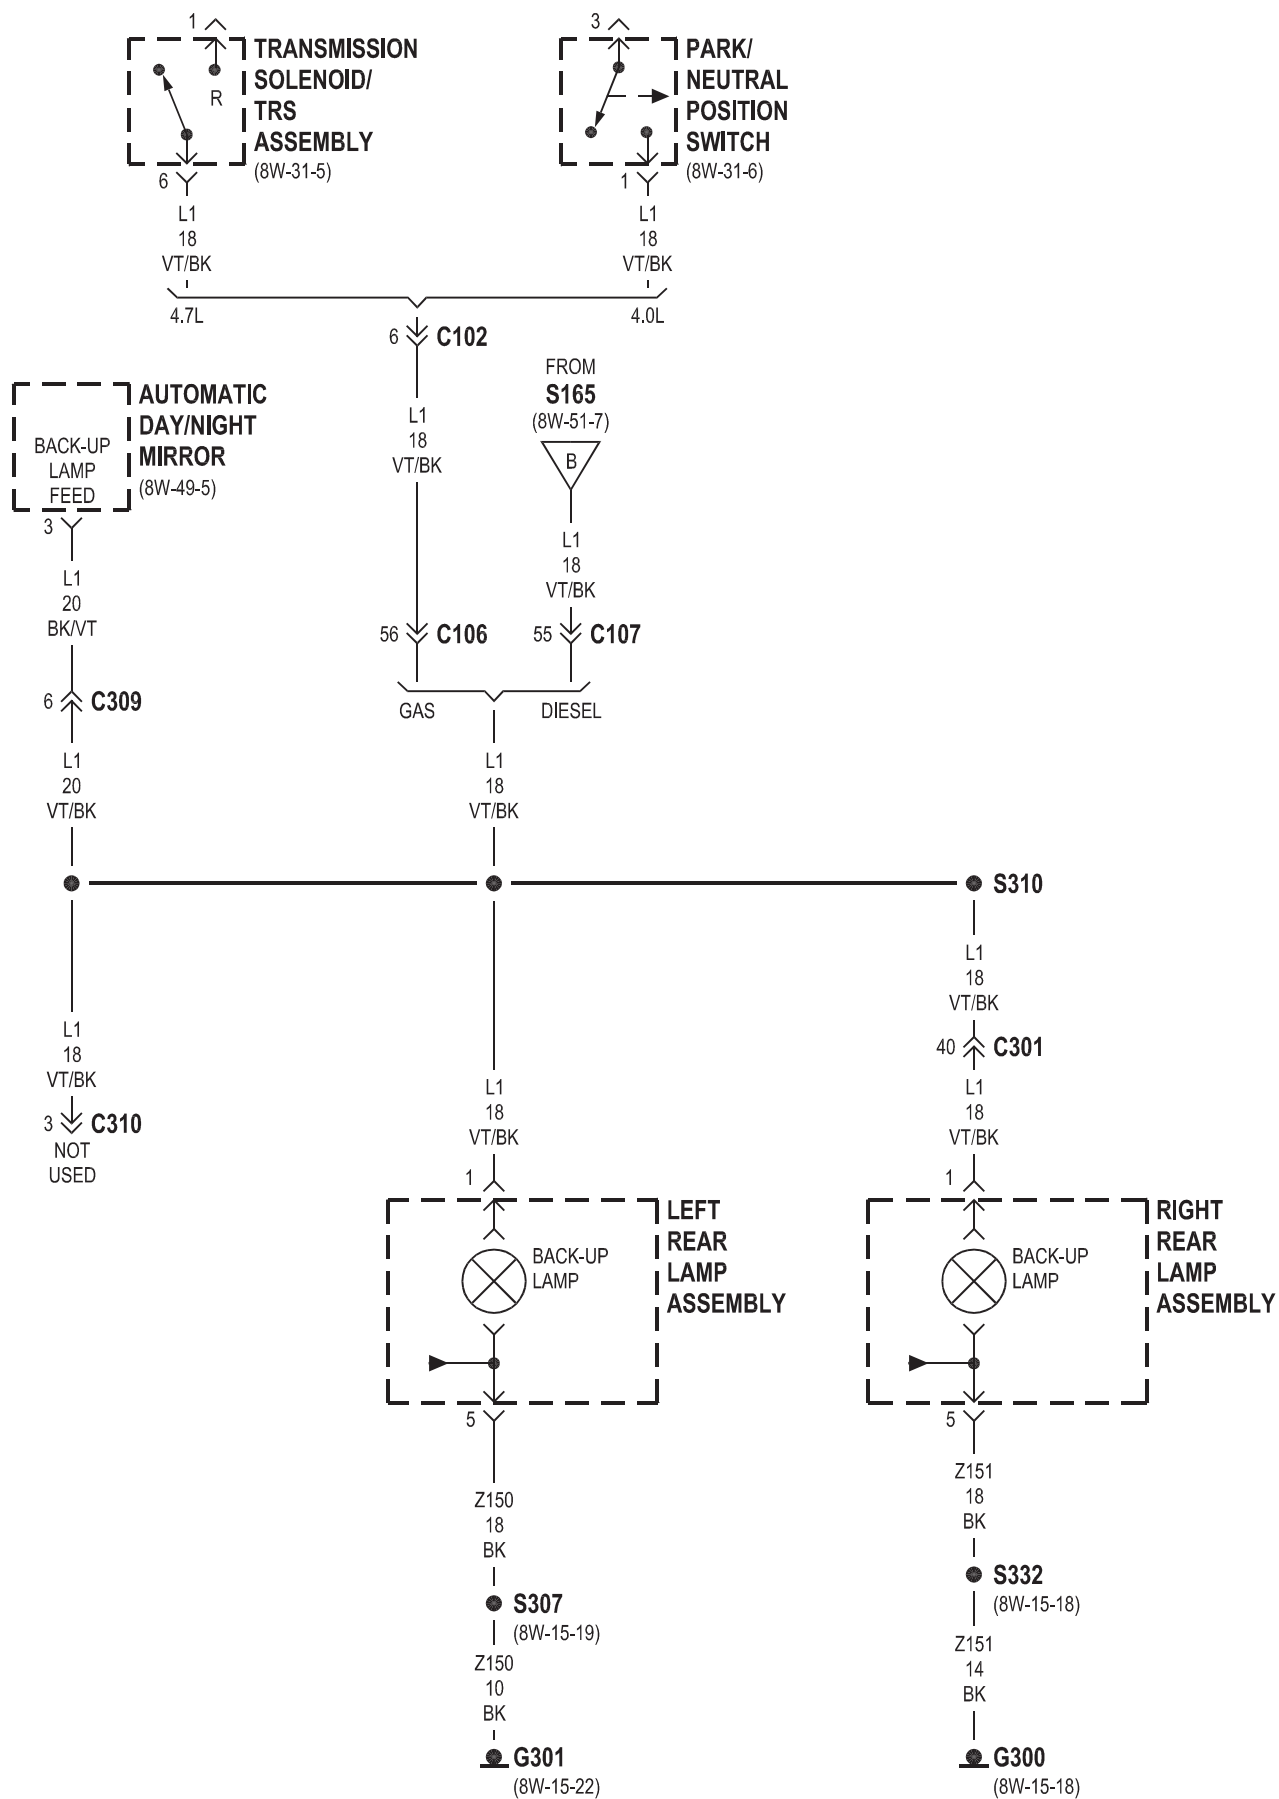 1
TRANSMISSION
SOLENOID/
TRS
ASSEMBLY
(8W-31-5)
R
6
L1
18
VT/BK
4.7L
3
PARK/
NEUTRAL
POSITION
SWITCH
(8W-31-6)
1
L1
18
VT/BK
4.0L
6
C102
L1
18
VT/BK
FROM
S165
(8W-51-7)
B
L1
18
VT/BK
AUTOMATIC
DAY/NIGHT
MIRROR
(8W-49-5)
BACK-UP
LAMP
FEED
3
L1
20
BK/VT
6
C309
L1
20
VT/BK
56
C106
55
C107
GAS
DIESEL
L1
18
VT/BK
S310
L1
18
VT/BK
3
C310
NOT
USED
L1
18
VT/BK
1
LEFT
REAR
LAMP
ASSEMBLY
BACK-UP
LAMP
5
Z150
18
BK
S307
(8W-15-19)
Z150
10
BK
G301
(8W-15-22)
L1
18
VT/BK
40
C301
L1
18
VT/BK
1
RIGHT
REAR
LAMP
ASSEMBLY
BACK-UP
LAMP
5
Z151
18
BK
S332
(8W-15-18)
Z151
14
BK
G300
(8W-15-18)